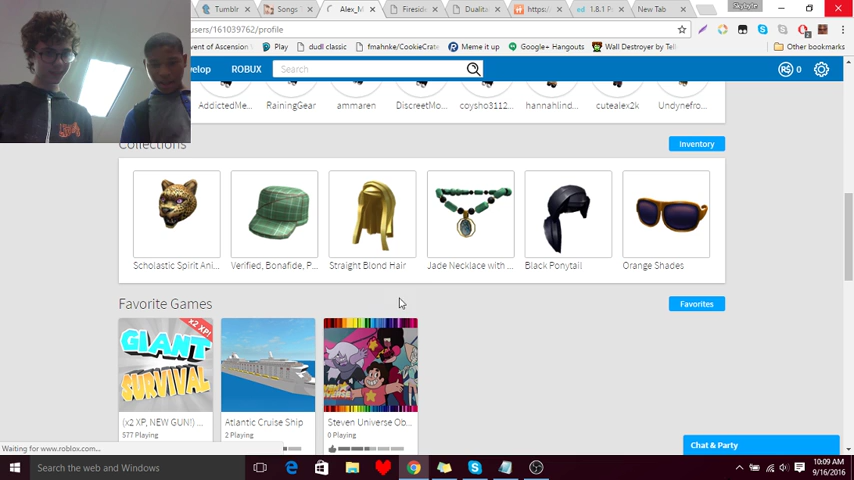 Tumblr
Songs
Alex_M
Fireside
Dualita
https:/
1.8.1 P
New Tab
Skybyte
users/161039762/profile
vent of Ascension
Play
dudl classic
fmahnke/CookieCrate
Meme it up
Google+ Hangouts
Wall Destroyer by Tell
Other bookmarks
velop
ROBUX
Search
R$ 0
AddictedMe...
RainingGear
ammaren
DiscreetMo...
coysho3112...
hannahlind...
cutealex2k
Undynefro...
Collections
Inventory
Scholastic Spirit Ani...
Verified, Bonafide, P...
Straight Blond Hair
Jade Necklace with ...
Black Ponytail
Orange Shades
Favorite Games
Favorites
x2 XP!
GIANT
SURVIVAL
UNIVERSE
(x2 XP, NEW GUN!) ...
Atlantic Cruise Ship
Steven Universe Ob...
577 Playing
2 Playing
0 Playing
Waiting for www.roblox.com...
Chat & Party
Search the web and Windows
10:09 AM
9/16/2016